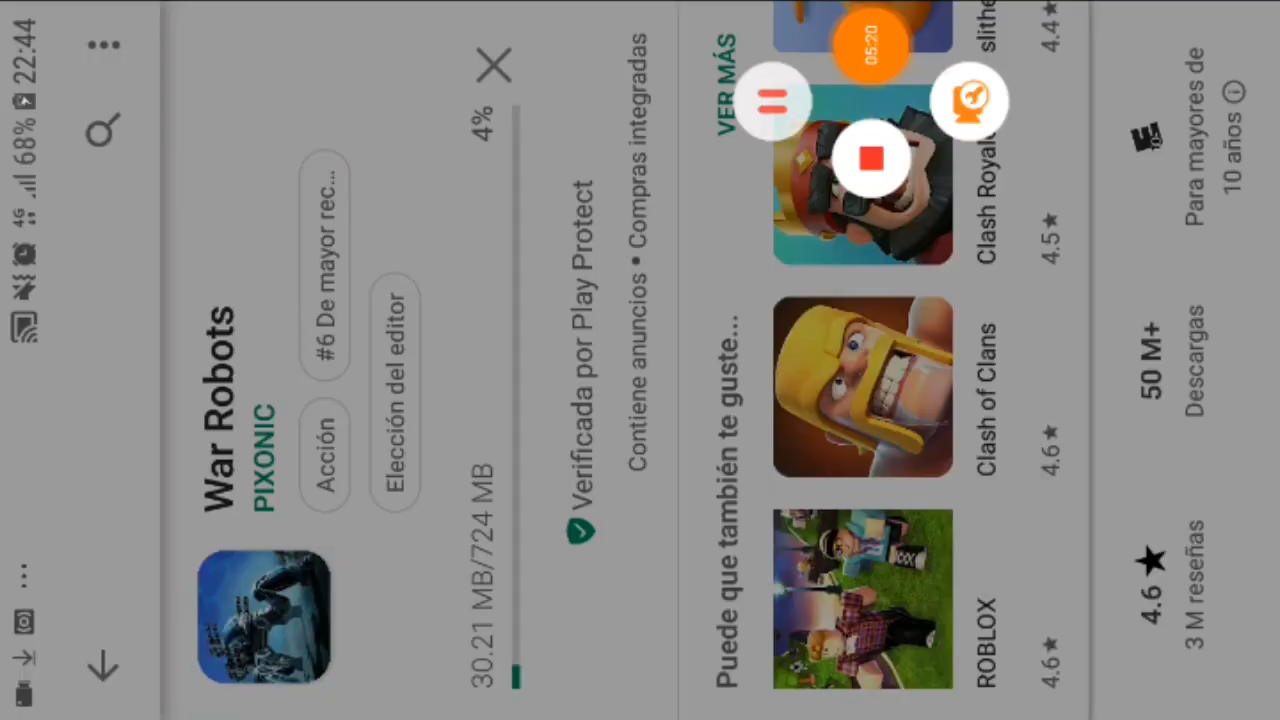 4G 68% 22:44
War Robots
PIXONIC
Acción
#6 De mayor rec...
Elección del editor
30.21 MB/724 MB
4%
Verificada por Play Protect
Contiene anuncios • Compras integradas
Puede que también te guste...
VER MÁS
05:20
ROBLOX
4.6★
Clash of Clans
4.6★
Clash Royal
4.5★
slithe
4.4★
4.6 ★
3 M reseñas
50 M+
Descargas
Para mayores de
10 años